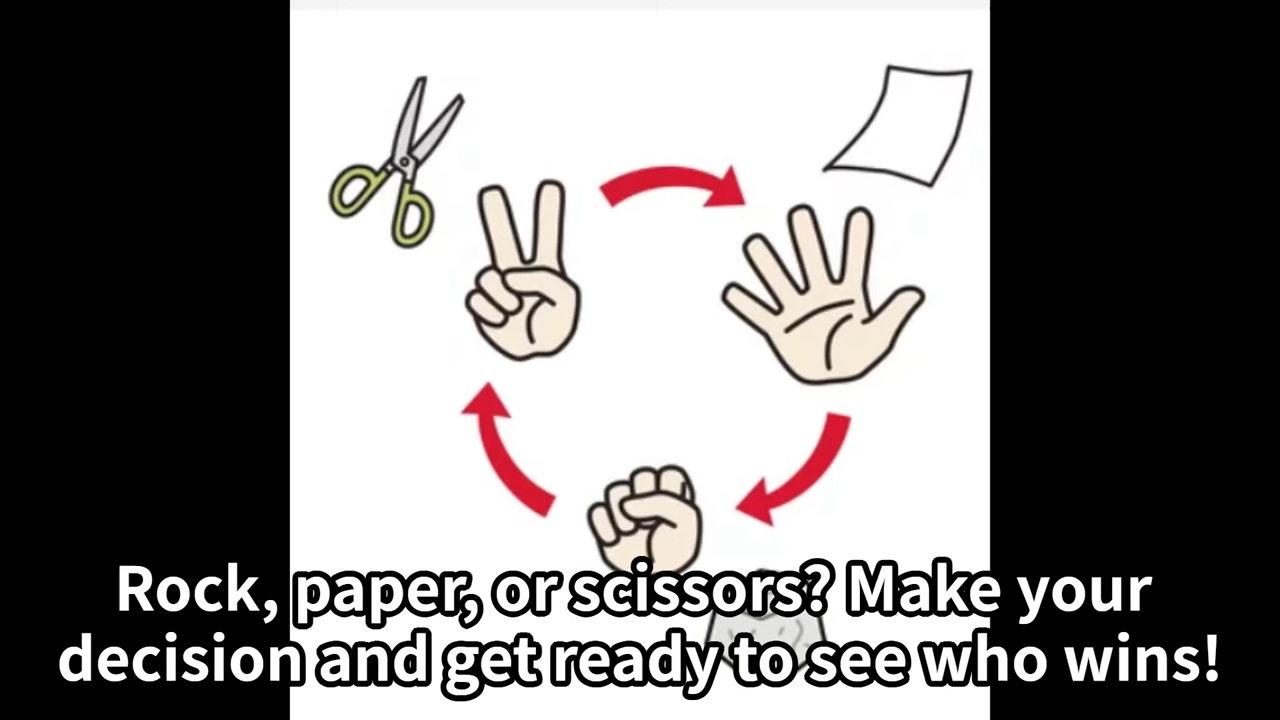 Rock, paper, or scissors? Make your
decision and get ready to see who wins!